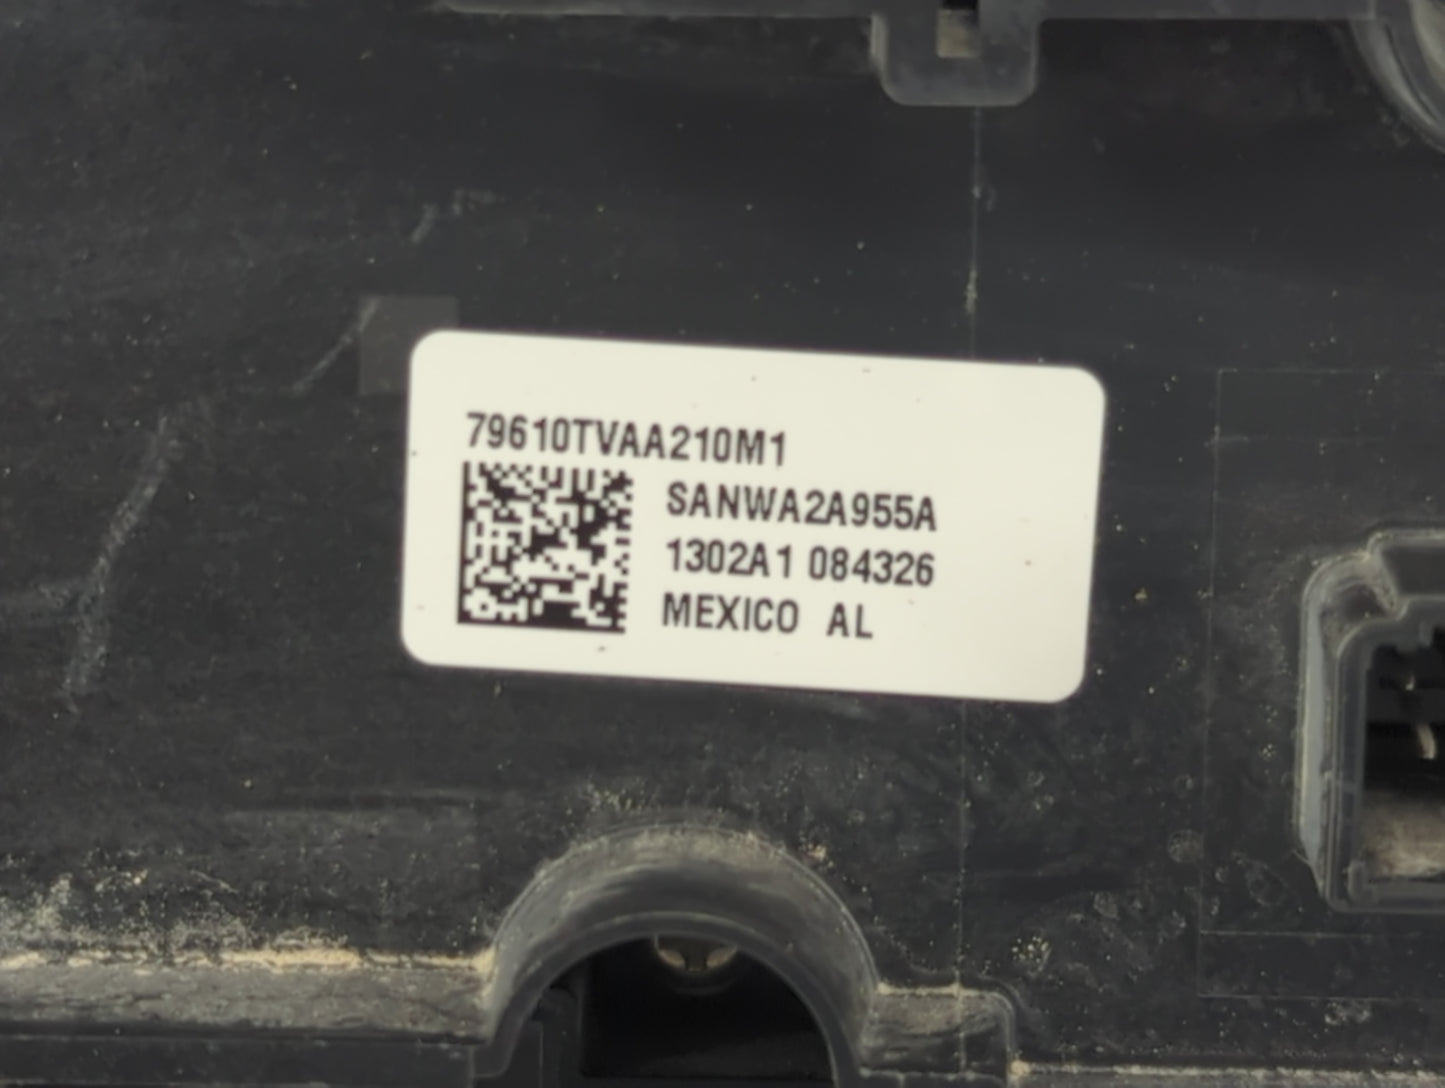 79610TVAA210M1
SANWA2A955A
1302A1 084326
MEXICO AL